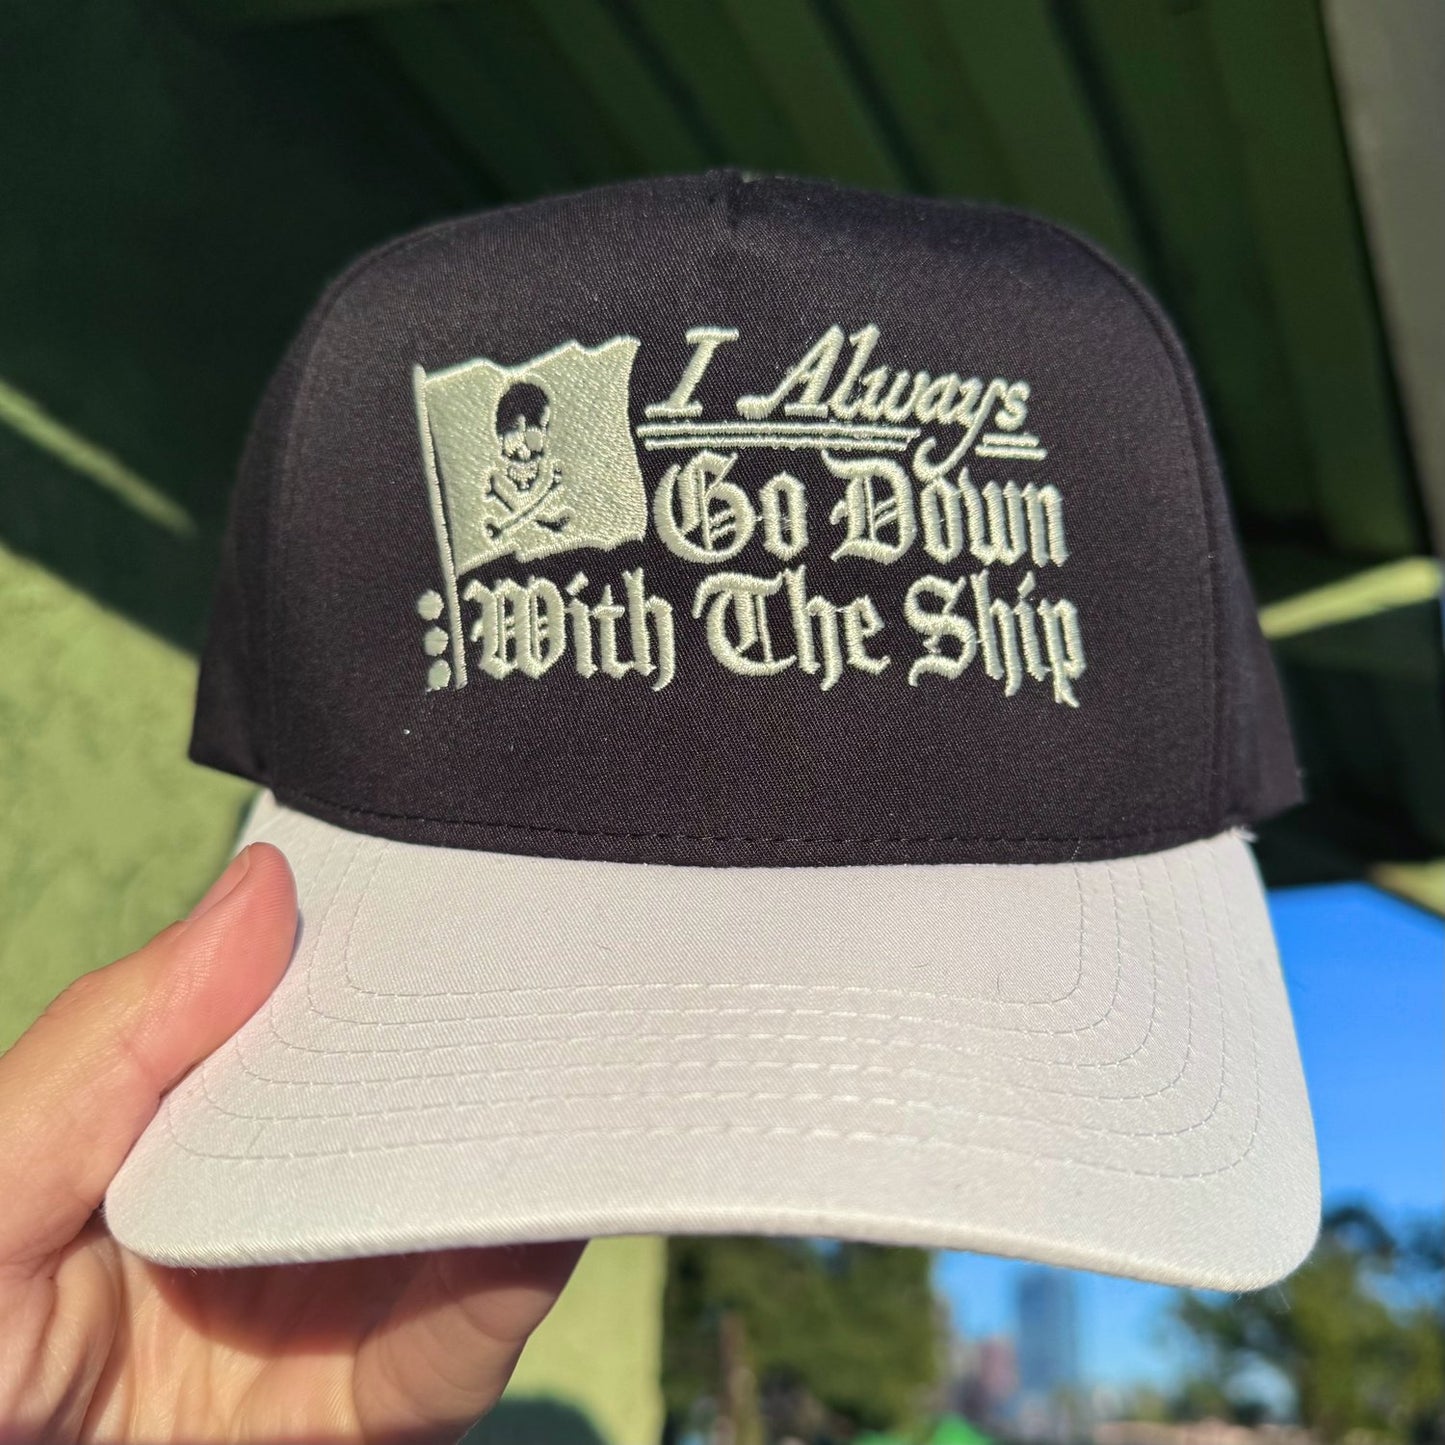 I Always
Go Down
With The Ship